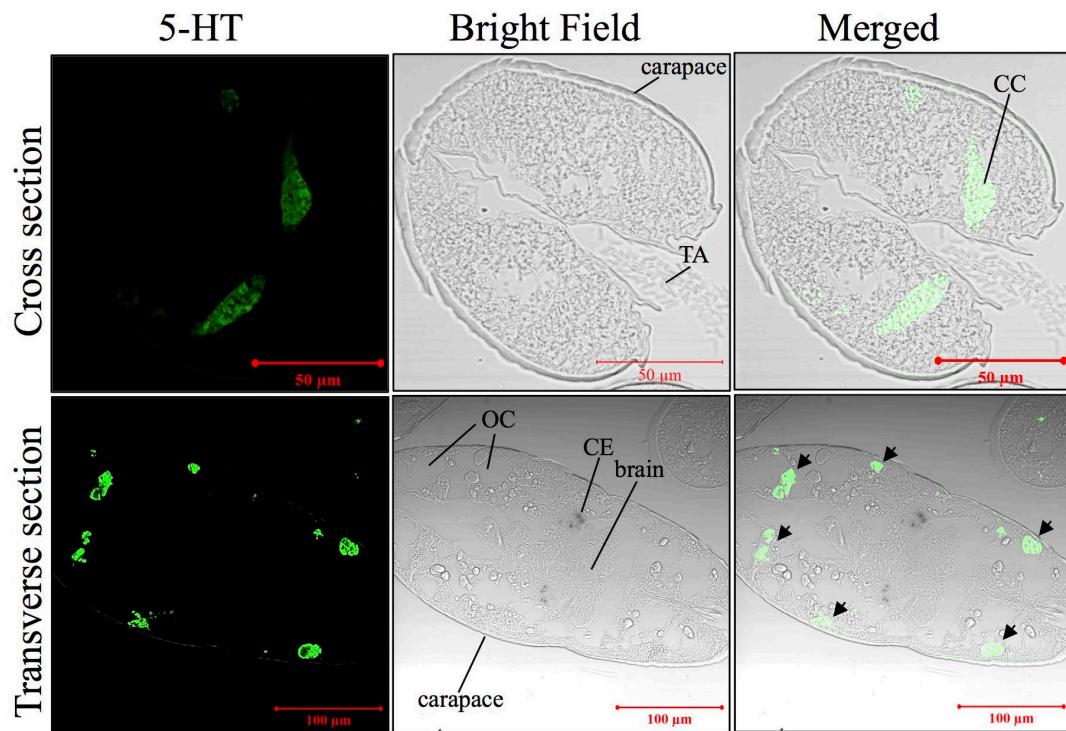 5-HT
Bright Field
Merged
Cross section
carapace
CC
TA
50 µm
50 µm
50 µm
Transverse section
OC
CE
brain
carapace
100 µm
100 µm
100 µm